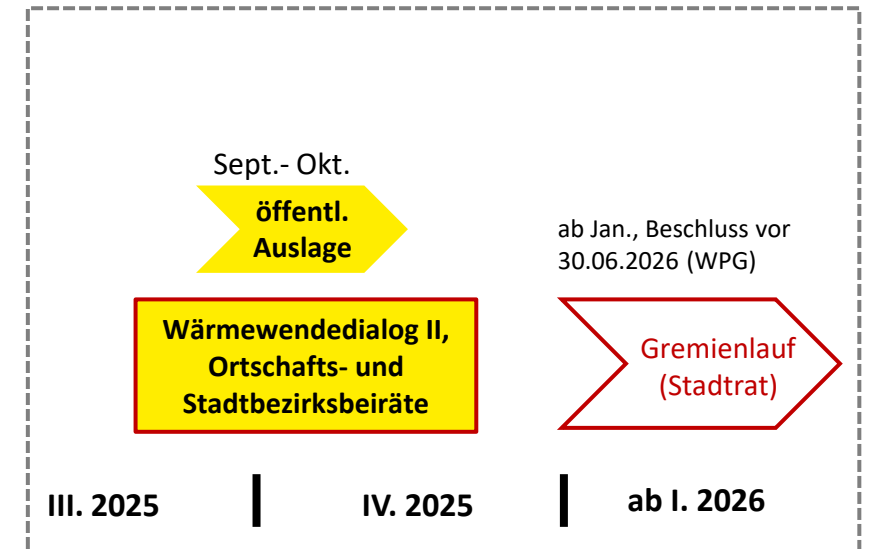 Sept.- Okt.
öffentl.
Auslage
ab Jan., Beschluss vor
30.06.2026 (WPG)
Wärmewendedialog II,
Ortschafts- und
Stadtbezirksbeiräte
Gremienlauf
(Stadtrat)
III. 2025
IV. 2025
ab I. 2026